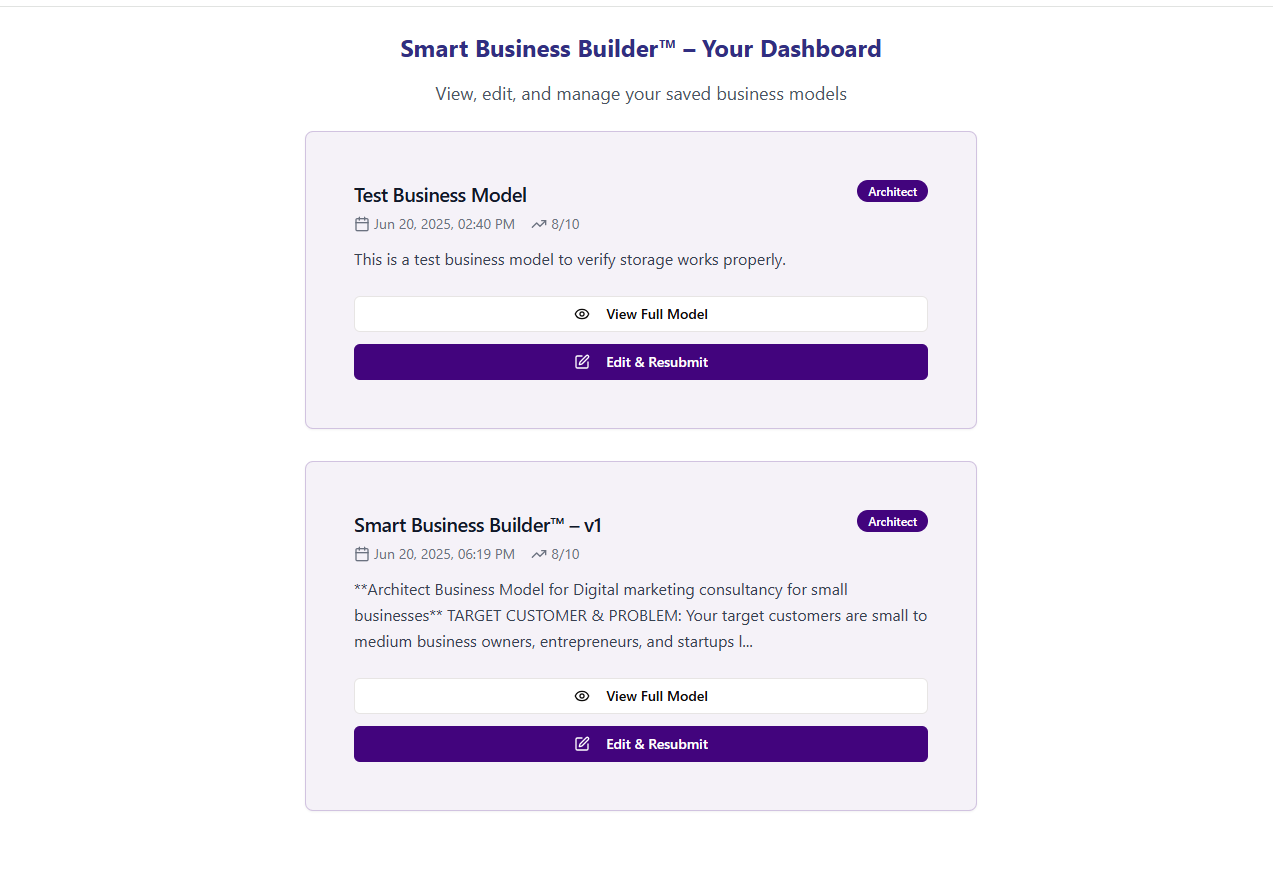 Smart Business Builder™ – Your Dashboard
View, edit, and manage your saved business models
Test Business Model
Architect
Jun 20, 2025, 02:40 PM 8/10
This is a test business model to verify storage works properly.
View Full Model
Edit & Resubmit
Smart Business Builder™ – v1
Architect
Jun 20, 2025, 06:19 PM 8/10
**Architect Business Model for Digital marketing consultancy for small
businesses** TARGET CUSTOMER & PROBLEM: Your target customers are small to
medium business owners, entrepreneurs, and startups l...
View Full Model
Edit & Resubmit